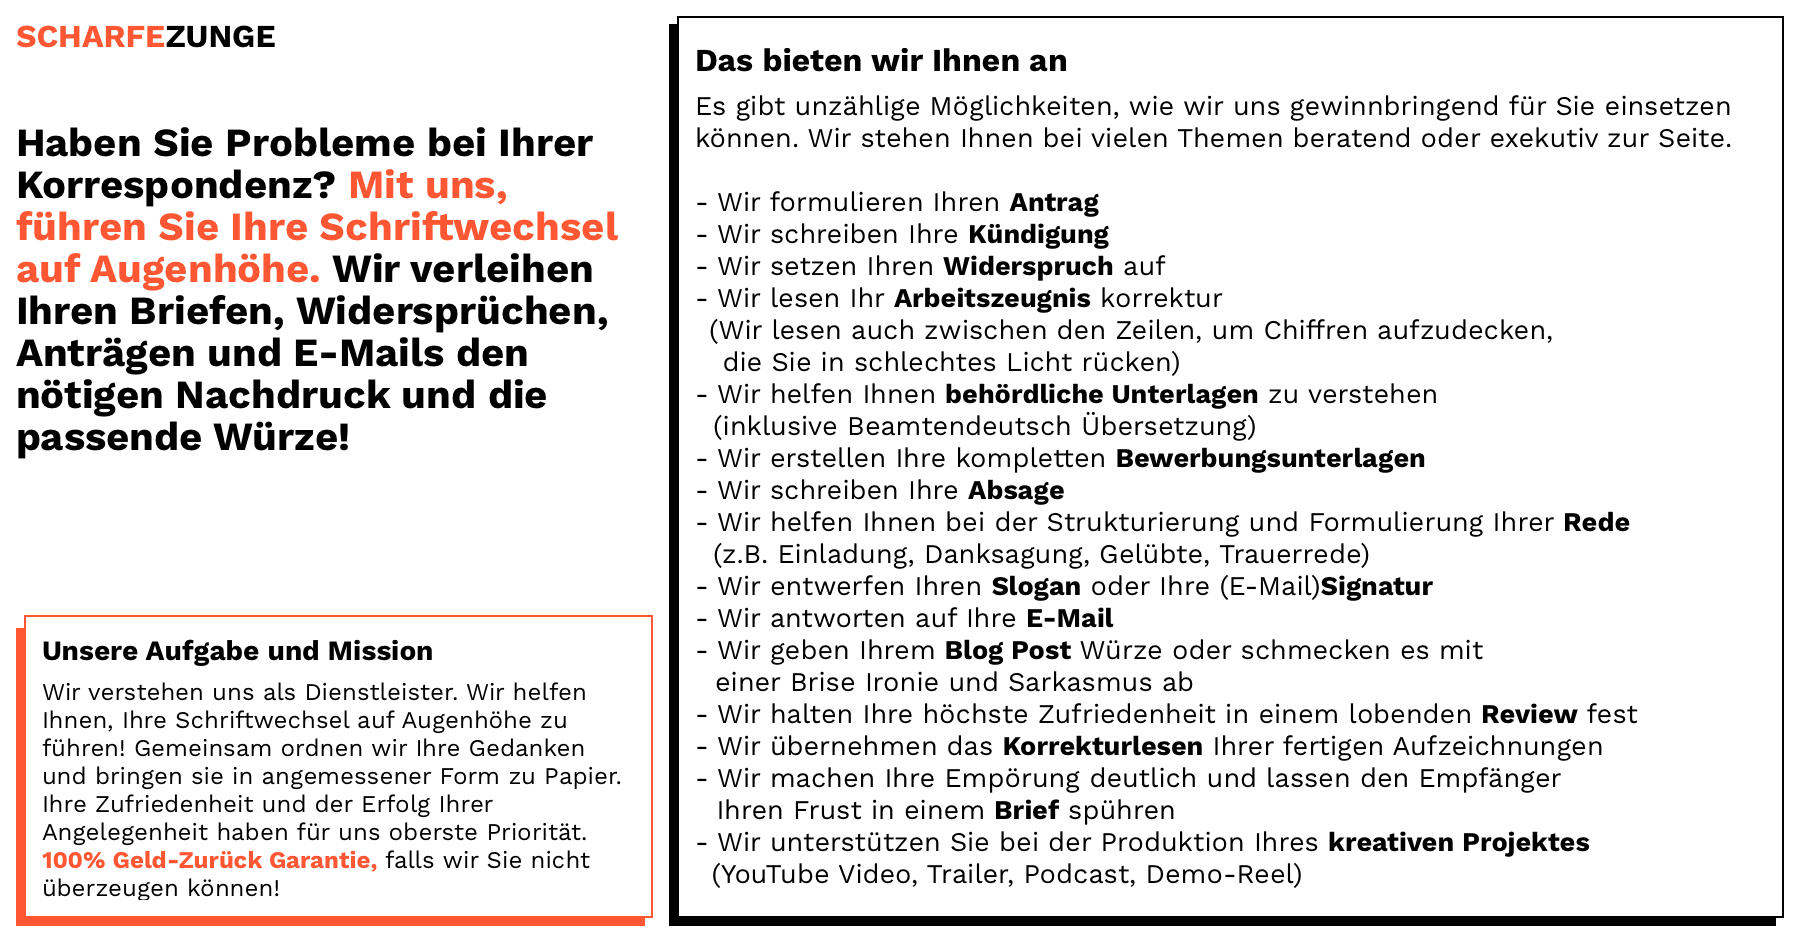 SCHARFEZUNGE
Haben Sie Probleme bei Ihrer
Korrespondenz? Mit uns,
führen Sie Ihre Schriftwechsel
auf Augenhöhe. Wir verleihen
Ihren Briefen, Widersprüchen,
Anträgen und E-Mails den
nötigen Nachdruck und die
passende Würze!
Unsere Aufgabe und Mission
Wir verstehen uns als Dienstleister. Wir helfen
Ihnen, Ihre Schriftwechsel auf Augenhöhe zu
führen! Gemeinsam ordnen wir Ihre Gedanken
und bringen sie in angemessener Form zu Papier.
Ihre Zufriedenheit und der Erfolg Ihrer
Angelegenheit haben für uns oberste Priorität.
100% Geld-Zurück Garantie, falls wir Sie nicht
überzeugen können!
Das bieten wir Ihnen an
Es gibt unzählige Möglichkeiten, wie wir uns gewinnbringend für Sie einsetzen
können. Wir stehen Ihnen bei vielen Themen beratend oder exekutiv zur Seite.
- Wir formulieren Ihren Antrag
- Wir schreiben Ihre Kündigung
- Wir setzen Ihren Widerspruch auf
- Wir lesen Ihr Arbeitszeugnis korrektur
(Wir lesen auch zwischen den Zeilen, um Chiffren aufzudecken,
die Sie in schlechtes Licht rücken)
- Wir helfen Ihnen behördliche Unterlagen zu verstehen
(inklusive Beamtendeutsch Übersetzung)
- Wir erstellen Ihre kompletten Bewerbungsunterlagen
- Wir schreiben Ihre Absage
- Wir helfen Ihnen bei der Strukturierung und Formulierung Ihrer Rede
(z.B. Einladung, Danksagung, Gelübte, Trauerrede)
- Wir entwerfen Ihren Slogan oder Ihre (E-Mail)Signatur
- Wir antworten auf Ihre E-Mail
- Wir geben Ihrem Blog Post Würze oder schmecken es mit
einer Brise Ironie und Sarkasmus ab
- Wir halten Ihre höchste Zufriedenheit in einem lobenden Review fest
- Wir übernehmen das Korrekturlesen Ihrer fertigen Aufzeichnungen
- Wir machen Ihre Empörung deutlich und lassen den Empfänger
Ihren Frust in einem Brief spühren
- Wir unterstützen Sie bei der Produktion Ihres kreativen Projektes
(YouTube Video, Trailer, Podcast, Demo-Reel)